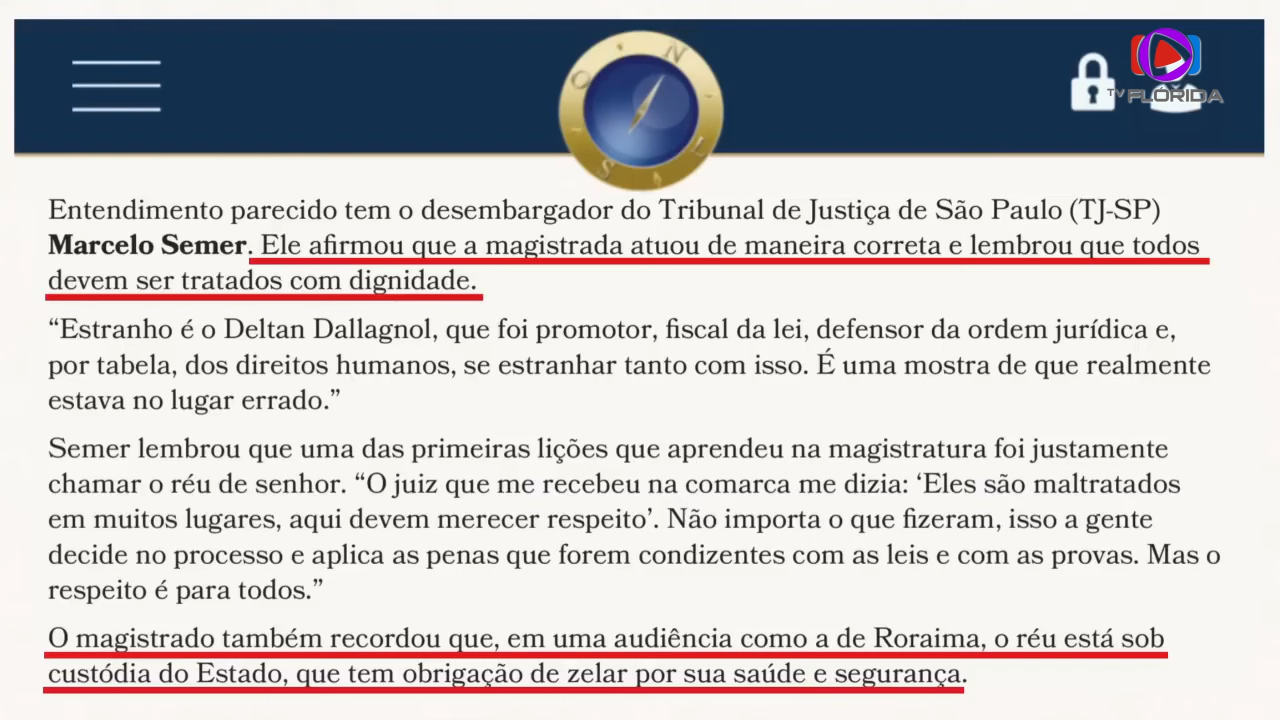 N
O
L
S
TV FLÓRIDA
Entendimento parecido tem o desembargador do Tribunal de Justiça de São Paulo (TJ-SP)
Marcelo Semer. Ele afirmou que a magistrada atuou de maneira correta e lembrou que todos
devem ser tratados com dignidade.
“Estranho é o Deltan Dallagnol, que foi promotor, fiscal da lei, defensor da ordem jurídica e,
por tabela, dos direitos humanos, se estranhar tanto com isso. É uma mostra de que realmente
estava no lugar errado.”
Semer lembrou que uma das primeiras lições que aprendeu na magistratura foi justamente
chamar o réu de senhor. “O juiz que me recebeu na comarca me dizia: ‘Eles são maltratados
em muitos lugares, aqui devem merecer respeito’. Não importa o que fizeram, isso a gente
decide no processo e aplica as penas que forem condizentes com as leis e com as provas. Mas o
respeito é para todos.”
O magistrado também recordou que, em uma audiência como a de Roraima, o réu está sob
custódia do Estado, que tem obrigação de zelar por sua saúde e segurança.